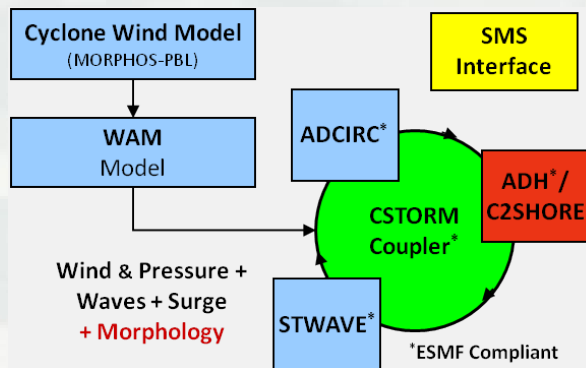 Cyclone Wind Model
(MORPHOS-PBL)
SMS
Interface
WAM
Model
ADCIRC*
ADH*/
C2SHORE
CSTORM
Coupler*
Wind & Pressure +
Waves + Surge
+ Morphology
STWAVE*
*ESMF Compliant